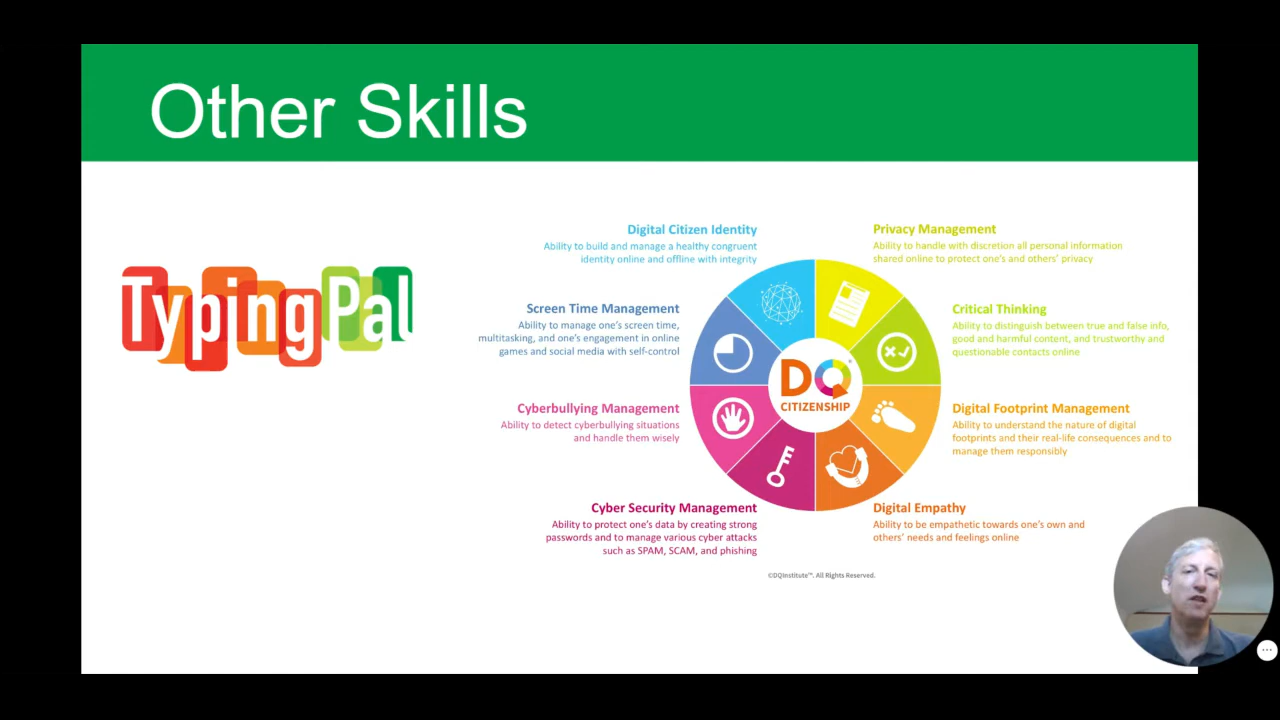 Other Skills
TypingPal
Digital Citizen Identity
Ability to build and manage a healthy congruent
identity online and offline with integrity
Privacy Management
Ability to handle with discretion all personal information
shared online to protect one's and others' privacy
Screen Time Management
Ability to manage one's screen time,
multitasking, and one's engagement in online
games and social media with self-control
Critical Thinking
Ability to distinguish between true and false info,
good and harmful content, and trustworthy and
questionable contacts online
DQ
CITIZENSHIP
Cyberbullying Management
Ability to detect cyberbullying situations
and handle them wisely
Digital Footprint Management
Ability to understand the nature of digital
footprints and their real-life consequences and to
manage them responsibly
Cyber Security Management
Ability to protect one's data by creating strong
passwords and to manage various cyber attacks
such as SPAM, SCAM, and phishing
Digital Empathy
Ability to be empathetic towards one's own and
others' needs and feelings online
©DQInstitute™. All Rights Reserved.